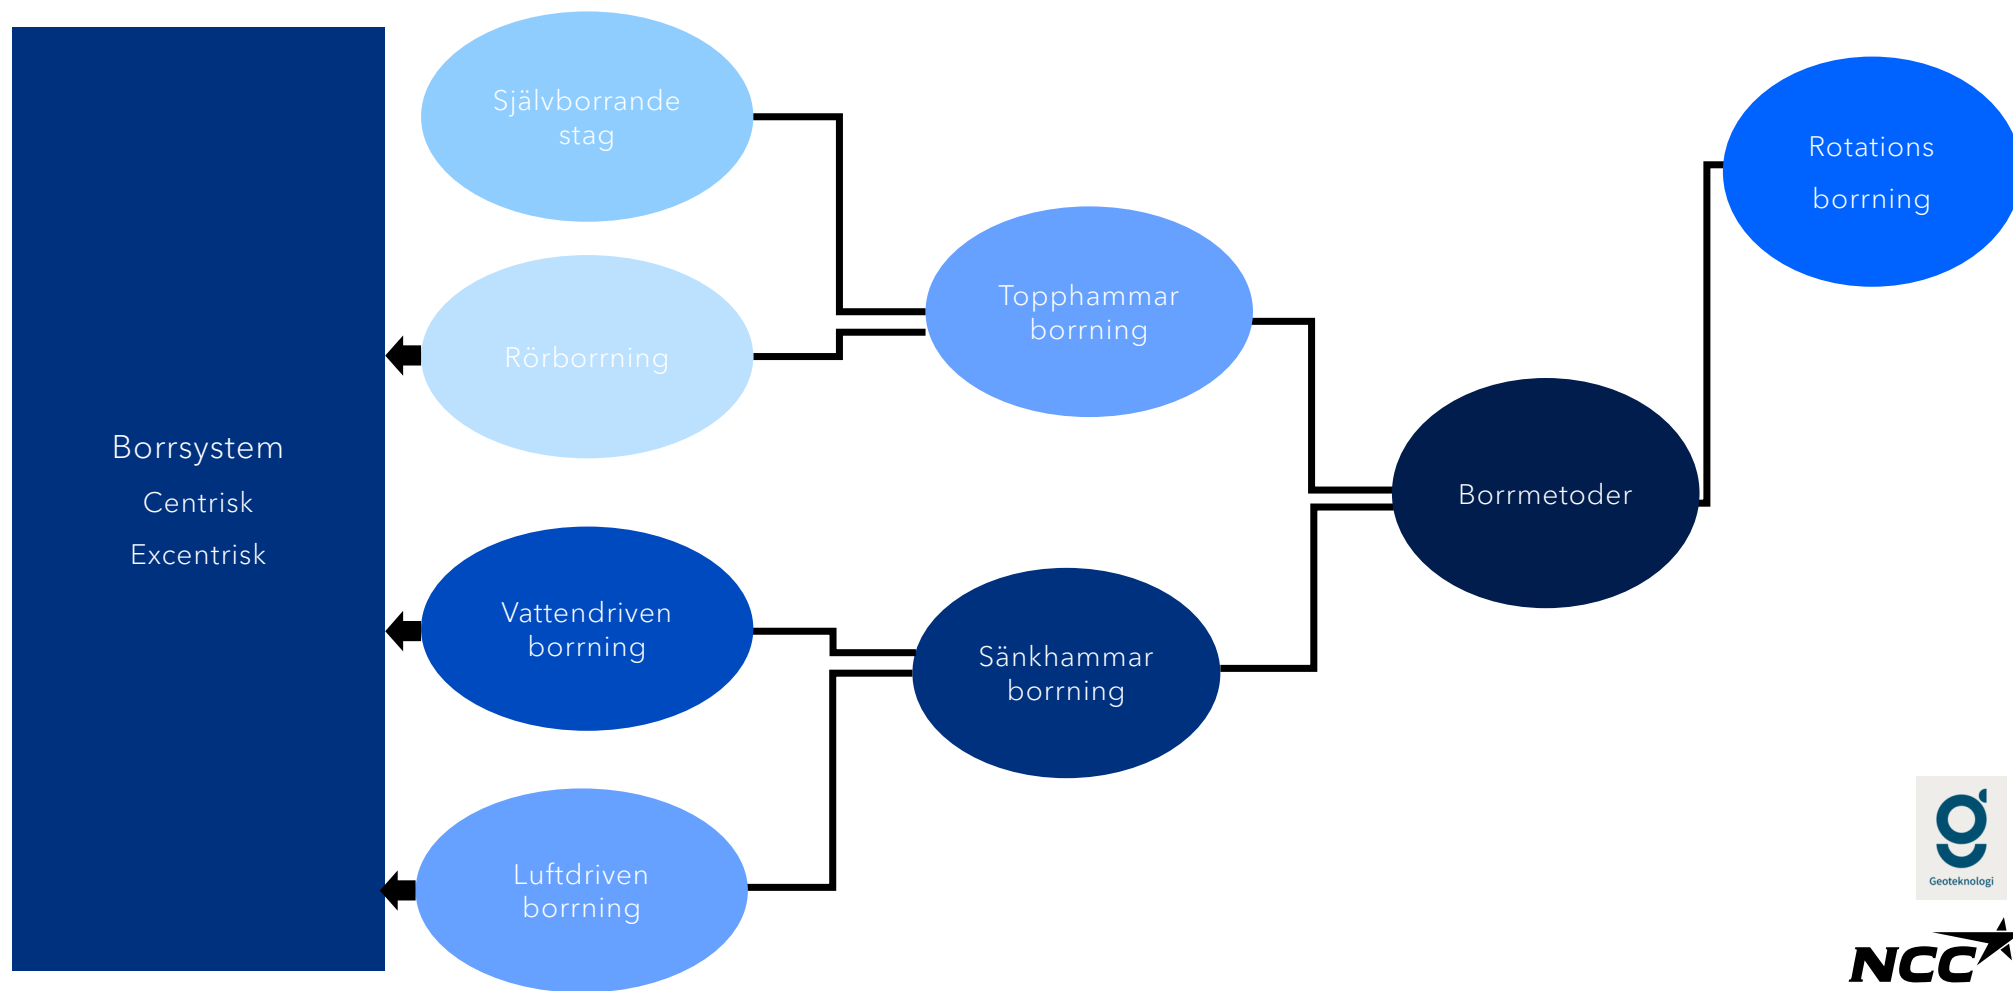 Självborrande
stag
Rotations
borrning
Topphammar
borrning
Rörborrning
Borrsystem
Centrisk
Excentrisk
Borrmetoder
Vattendriven
borrning
Sänkhammar
borrning
Luftdriven
borrning
Geoteknologi
NCC